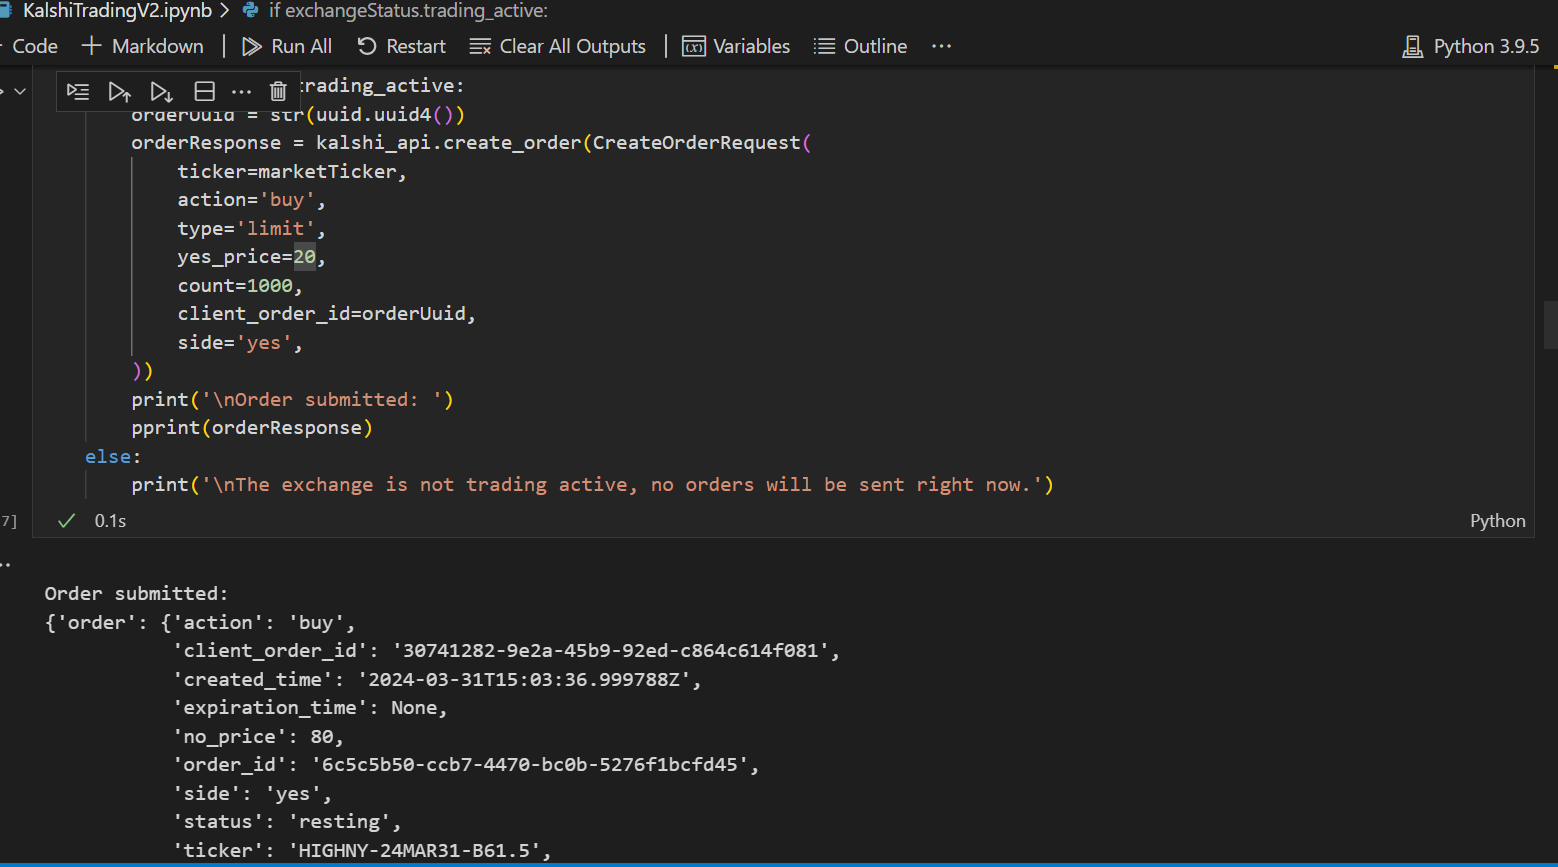 KalshiTradingV2.ipynb > if exchangeStatus.trading_active:
Code + Markdown | Run All Restart Clear All Outputs | Variables Outline ... Python 3.9.5
trading_active:
orderUuid = str(uuid.uuid4())
orderResponse = kalshi_api.create_order(CreateOrderRequest(
ticker=marketTicker,
action='buy',
type='limit',
yes_price=20,
count=1000,
client_order_id=orderUuid,
side='yes',
))
print('\nOrder submitted: ')
pprint(orderResponse)
else:
print('\nThe exchange is not trading active, no orders will be sent right now.')
7] 0.1s Python
Order submitted:
{'order': {'action': 'buy',
'client_order_id': '30741282-9e2a-45b9-92ed-c864c614f081',
'created_time': '2024-03-31T15:03:36.999788Z',
'expiration_time': None,
'no_price': 80,
'order_id': '6c5c5b50-ccb7-4470-bc0b-5276f1bcfd45',
'side': 'yes',
'status': 'resting',
'ticker': 'HIGHNY-24MAR31-B61.5',